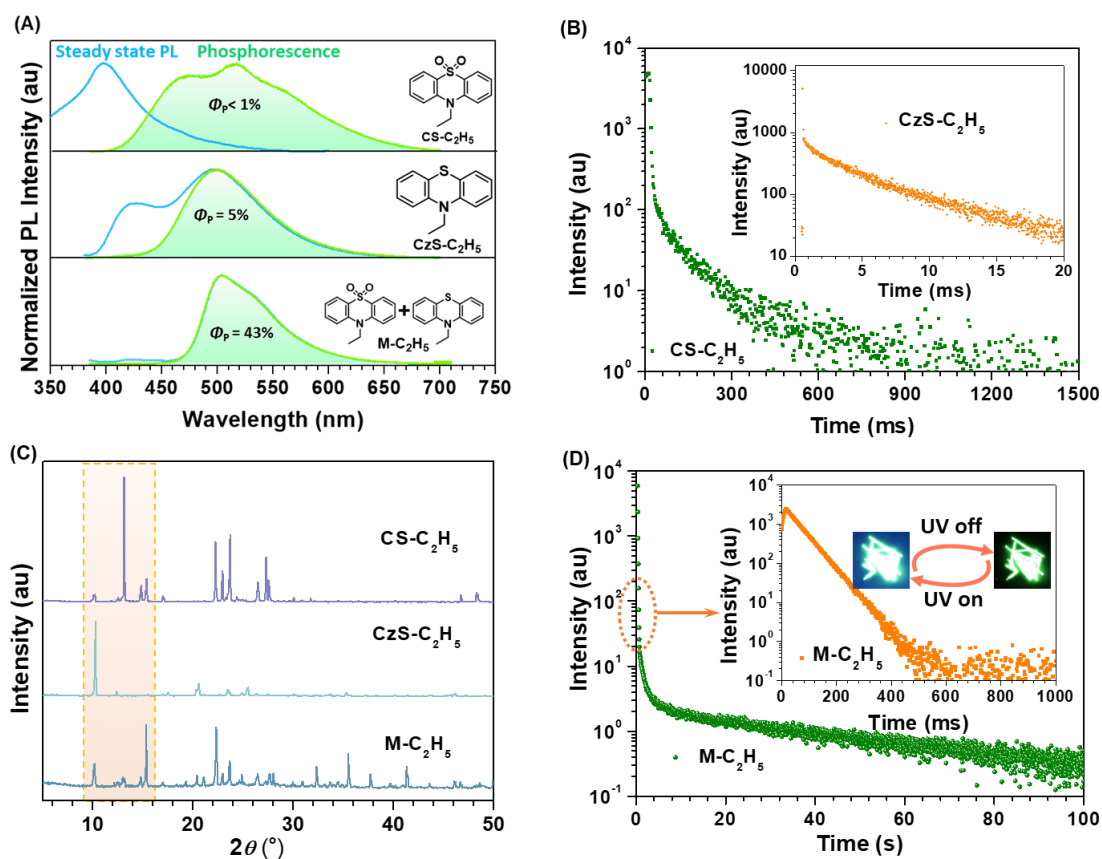 (A)
Steady state PL Phosphorescence
Normalized PL Intensity (au)
ΦP< 1%
O O
S
N
CS-C2H5
ΦP = 5%
S
N
CzS-C2H5
ΦP = 43%
O O
S
N
+
S
N
M-C2H5
350 400 450 500 550 600 650 700 750
Wavelength (nm)
(B)
Intensity (au)
10^5
10^4
10^3
10^2
10^1
10^0
CS-C2H5
0 300 600 900 1200 1500
Time (ms)
Intensity (au)
10000
1000
100
10
CzS-C2H5
0 5 10 15 20
Time (ms)
(C)
Intensity (au)
CS-C2H5
CzS-C2H5
M-C2H5
10 20 30 40 50
2θ (°)
(D)
Intensity (au)
10^4
10^3
10^2
10^1
10^0
10^-1
M-C2H5
0 20 40 60 80 100
Time (s)
Intensity (au)
10^4
10^3
10^2
10^1
10^0
10^-1
UV off
UV on
M-C2H5
0 200 400 600 800 1000
Time (ms)